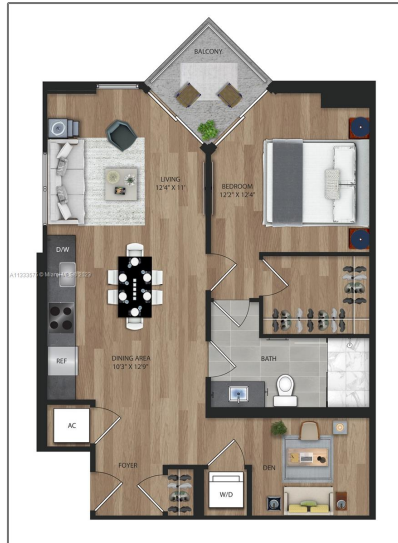 BALCONY
LIVING
12'4" X 11'
BEDROOM
12'2" X 12'4"
D/W
REF
DINING AREA
10'3" X 12'9"
BATH
AC
FOYER
W/D
DEN